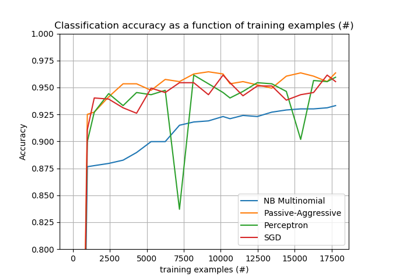 Classification accuracy as a function of training examples (#)
1.000
0.975
0.950
0.925
0.900
0.875
0.850
0.825
0.800
Accuracy
NB Multinomial
Passive-Aggressive
Perceptron
SGD
0 2500 5000 7500 10000 12500 15000 17500
training examples (#)